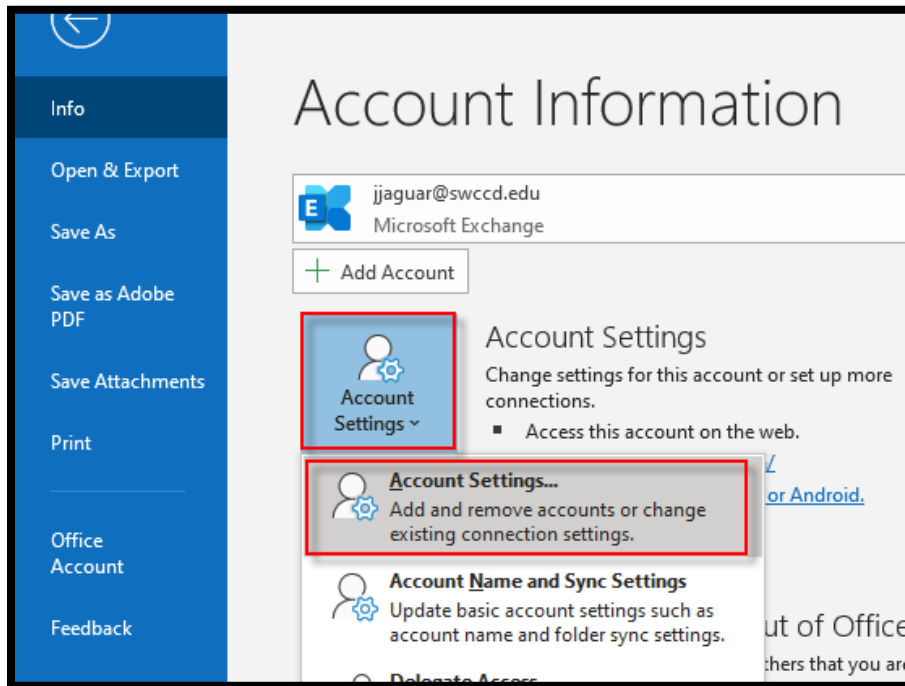 Info
Open & Export
Save As
Save as Adobe
PDF
Save Attachments
Print
Office
Account
Feedback
Account Information
E
jjaguar@swccd.edu
Microsoft Exchange
Add Account
Account
Settings
Account Settings
Change settings for this account or set up more
connections.
▪ Access this account on the web.
/
or Android.
Account Settings...
Add and remove accounts or change
existing connection settings.
Account Name and Sync Settings
Update basic account settings such as
account name and folder sync settings.
Delegate Access
ut of Office
thers that you are